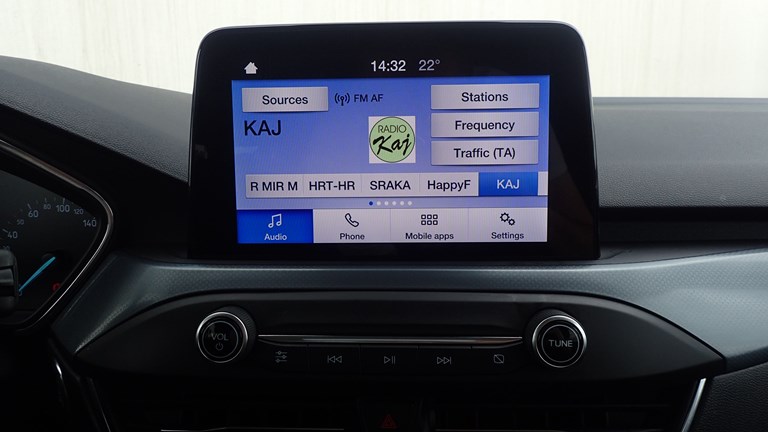 14:32 22°
Sources
FM AF
Stations
KAJ
RADIO
Kaj
Frequency
Traffic (TA)
R MIR M
HRT-HR
SRAKA
HappyF
KAJ
Audio
Phone
Mobile apps
Settings
40
60
80
100
120
140
VOL
TUNE